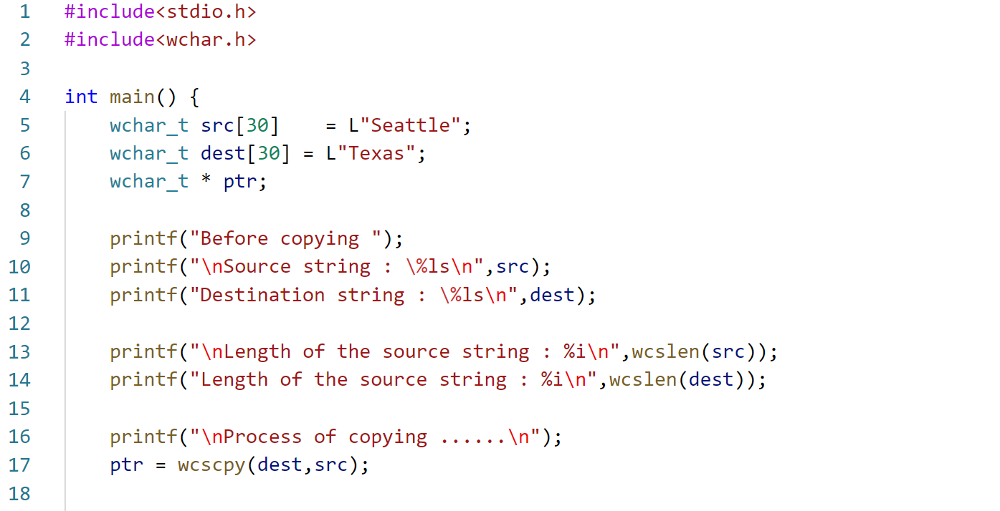 1 #include<stdio.h>
2 #include<wchar.h>
3
4 int main() {
5     wchar_t src[30]    = L"Seattle";
6     wchar_t dest[30] = L"Texas";
7     wchar_t * ptr;
8
9     printf("Before copying ");
10     printf("\nSource string : \%ls\n",src);
11     printf("Destination string : \%ls\n",dest);
12
13     printf("\nLength of the source string : %i\n",wcslen(src));
14     printf("Length of the source string : %i\n",wcslen(dest));
15
16     printf("\nProcess of copying ......\n");
17     ptr = wcscpy(dest,src);
18